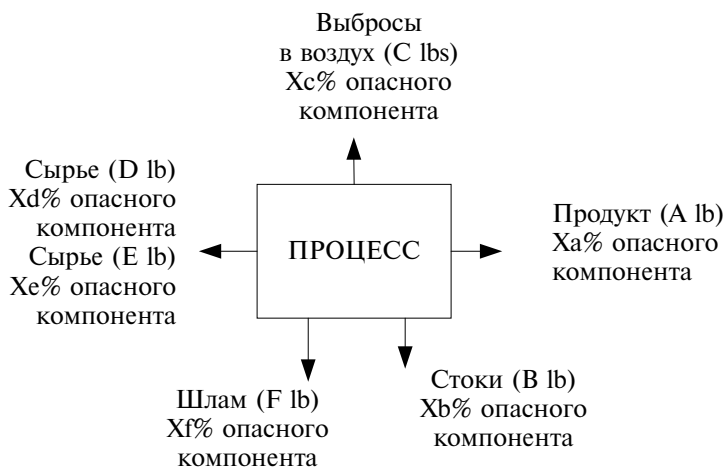 Выбросы
в воздух (C lbs)
Xc% опасного
компонента
Сырье (D lb)
Xd% опасного
компонента
Сырье (E lb)
Xe% опасного
компонента
ПРОЦЕСС
Продукт (A lb)
Xa% опасного
компонента
Шлам (F lb)
Xf% опасного
компонента
Стоки (B lb)
Xb% опасного
компонента